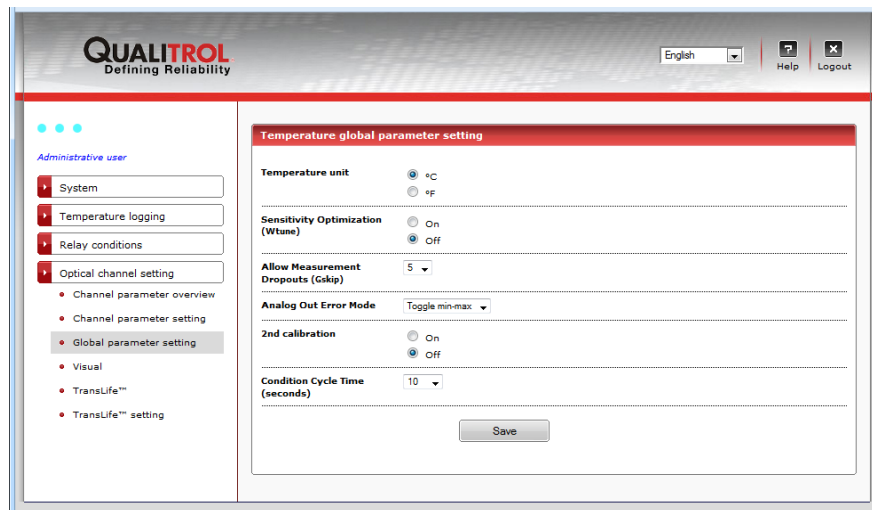 QUALITROL
Defining Reliability
English
?
Help
x
Logout
Administrative user
System
Temperature logging
Relay conditions
Optical channel setting
Channel parameter overview
Channel parameter setting
Global parameter setting
Visual
TransLife™
TransLife™ setting
Temperature global parameter setting
Temperature unit
°C
°F
Sensitivity Optimization
(Wtune)
On
Off
Allow Measurement
Dropouts (Gskip)
5
Analog Out Error Mode
Toggle min-max
2nd calibration
On
Off
Condition Cycle Time
(seconds)
10
Save